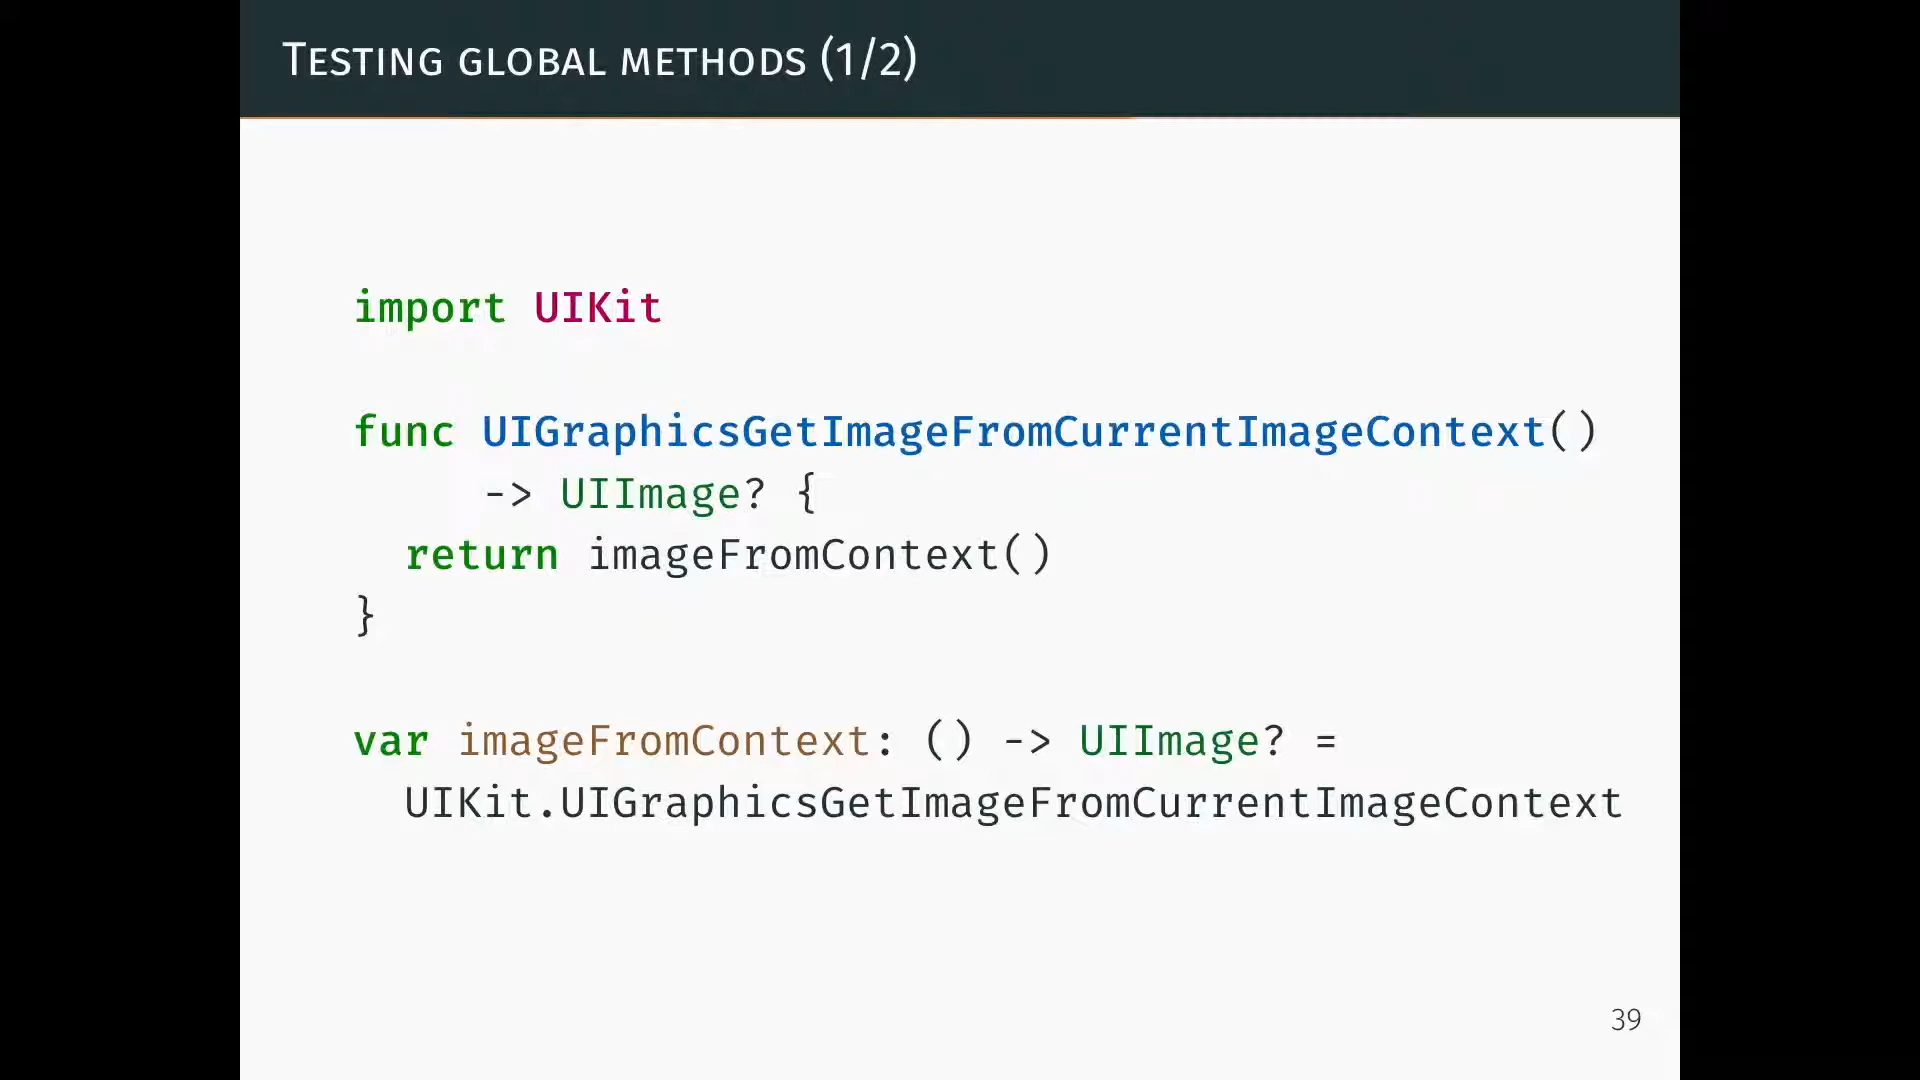 Testing global methods (1/2)
import UIKit
func UIGraphicsGetImageFromCurrentImageContext()
-> UIImage? {
return imageFromContext()
}
var imageFromContext: () -> UIImage? =
UIKit.UIGraphicsGetImageFromCurrentImageContext
39